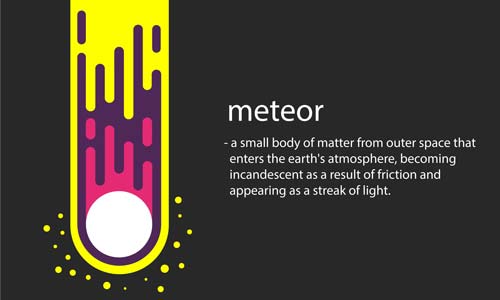 meteor
- a small body of matter from outer space that
enters the earth's atmosphere, becoming
incandescent as a result of friction and
appearing as a streak of light.